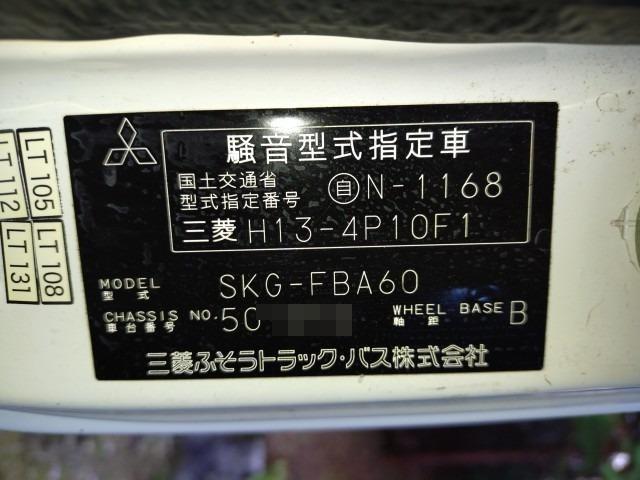 騒音型式指定車
国土交通省
型式指定番号 自N-1168
三菱 H13-4P10F1
MODEL
型式 SKG-FBA60
CHASSIS NO. 50
車台番号
WHEEL BASE B
軸距
三菱ふそうトラック・バス株式会社
LT 105
LT 112
LT 108
LT 131